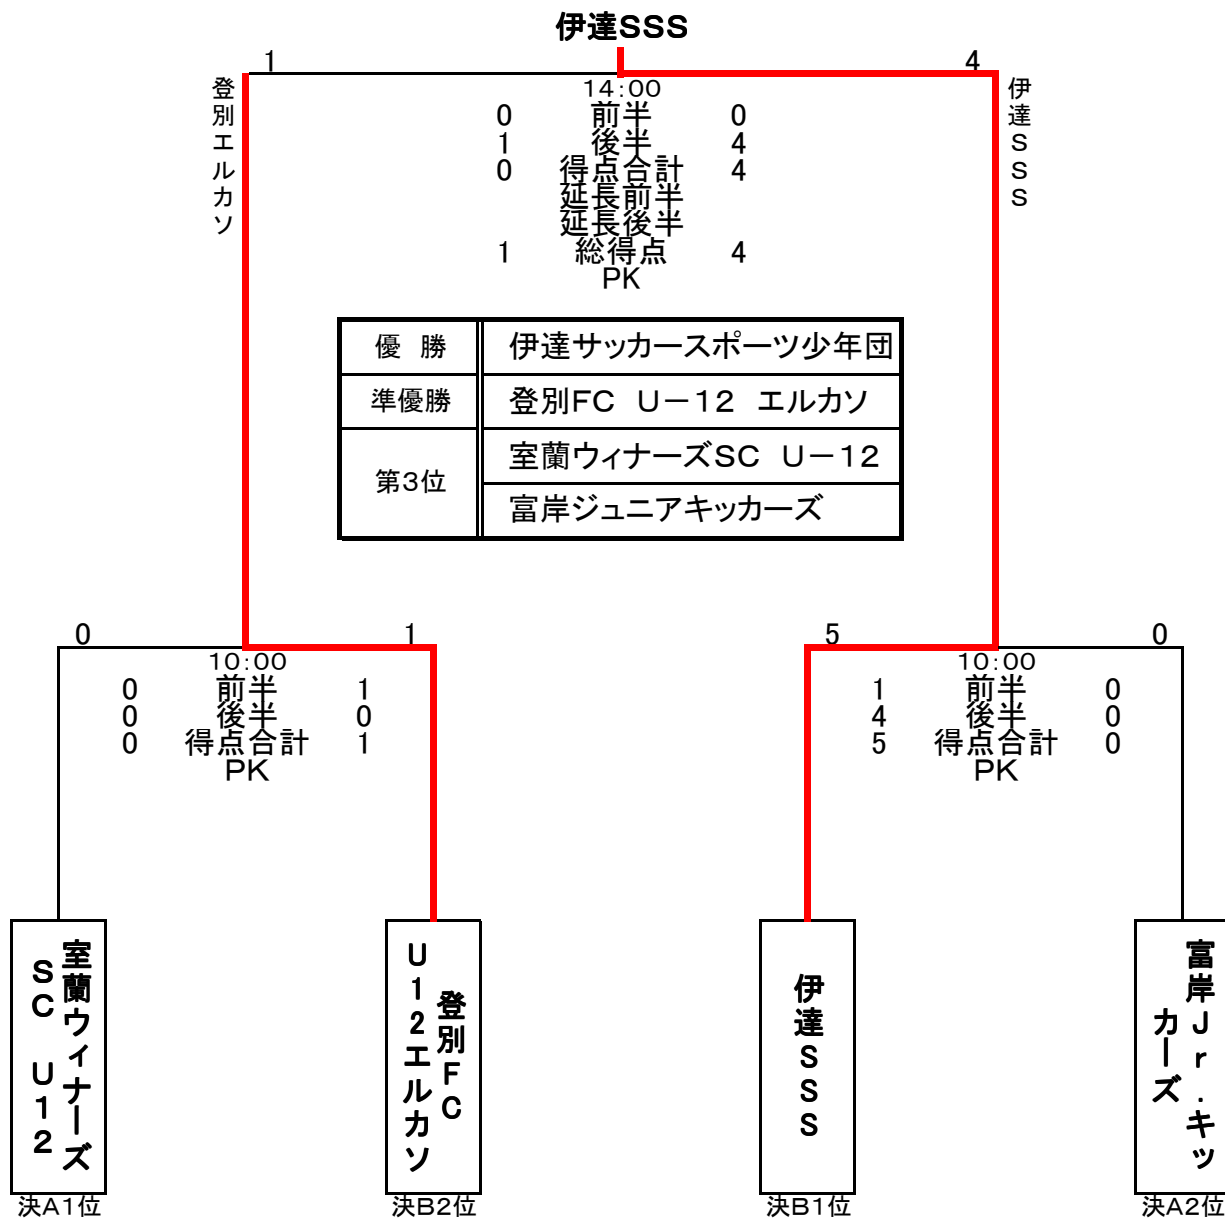 伊達SSS
1 4
登別エルカソ
伊達SSS
14:00
0 前半 0
1 後半 4
0 得点合計 4
延長前半
延長後半
1 総得点 4
PK
優 勝 伊達サッカースポーツ少年団
準優勝 登別FC U－12 エルカソ
第3位 室蘭ウィナーズSC U－12
富岸ジュニアキッカーズ
0 1
10:00
0 前半 1
0 後半 0
0 得点合計 1
PK
5 0
10:00
1 前半 0
4 後半 0
5 得点合計 0
PK
室蘭ウィナーズ
SC U12
登別FC
U12エルカソ
伊達SSS
富岸Jr.キッ
カーズ
決A1位
決B2位
決B1位
決A2位